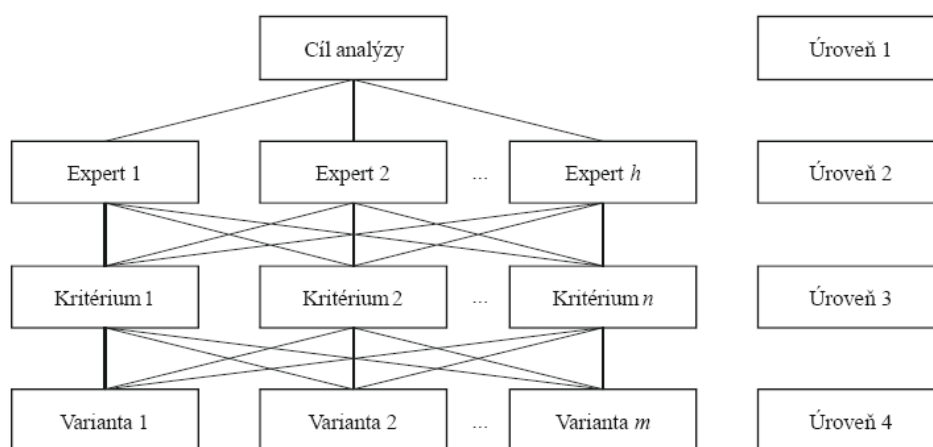 Cíl analýzy
Úroveň 1
Expert 1
Expert 2
...
Expert h
Úroveň 2
Kritérium 1
Kritérium 2
...
Kritérium n
Úroveň 3
Varianta 1
Varianta 2
...
Varianta m
Úroveň 4